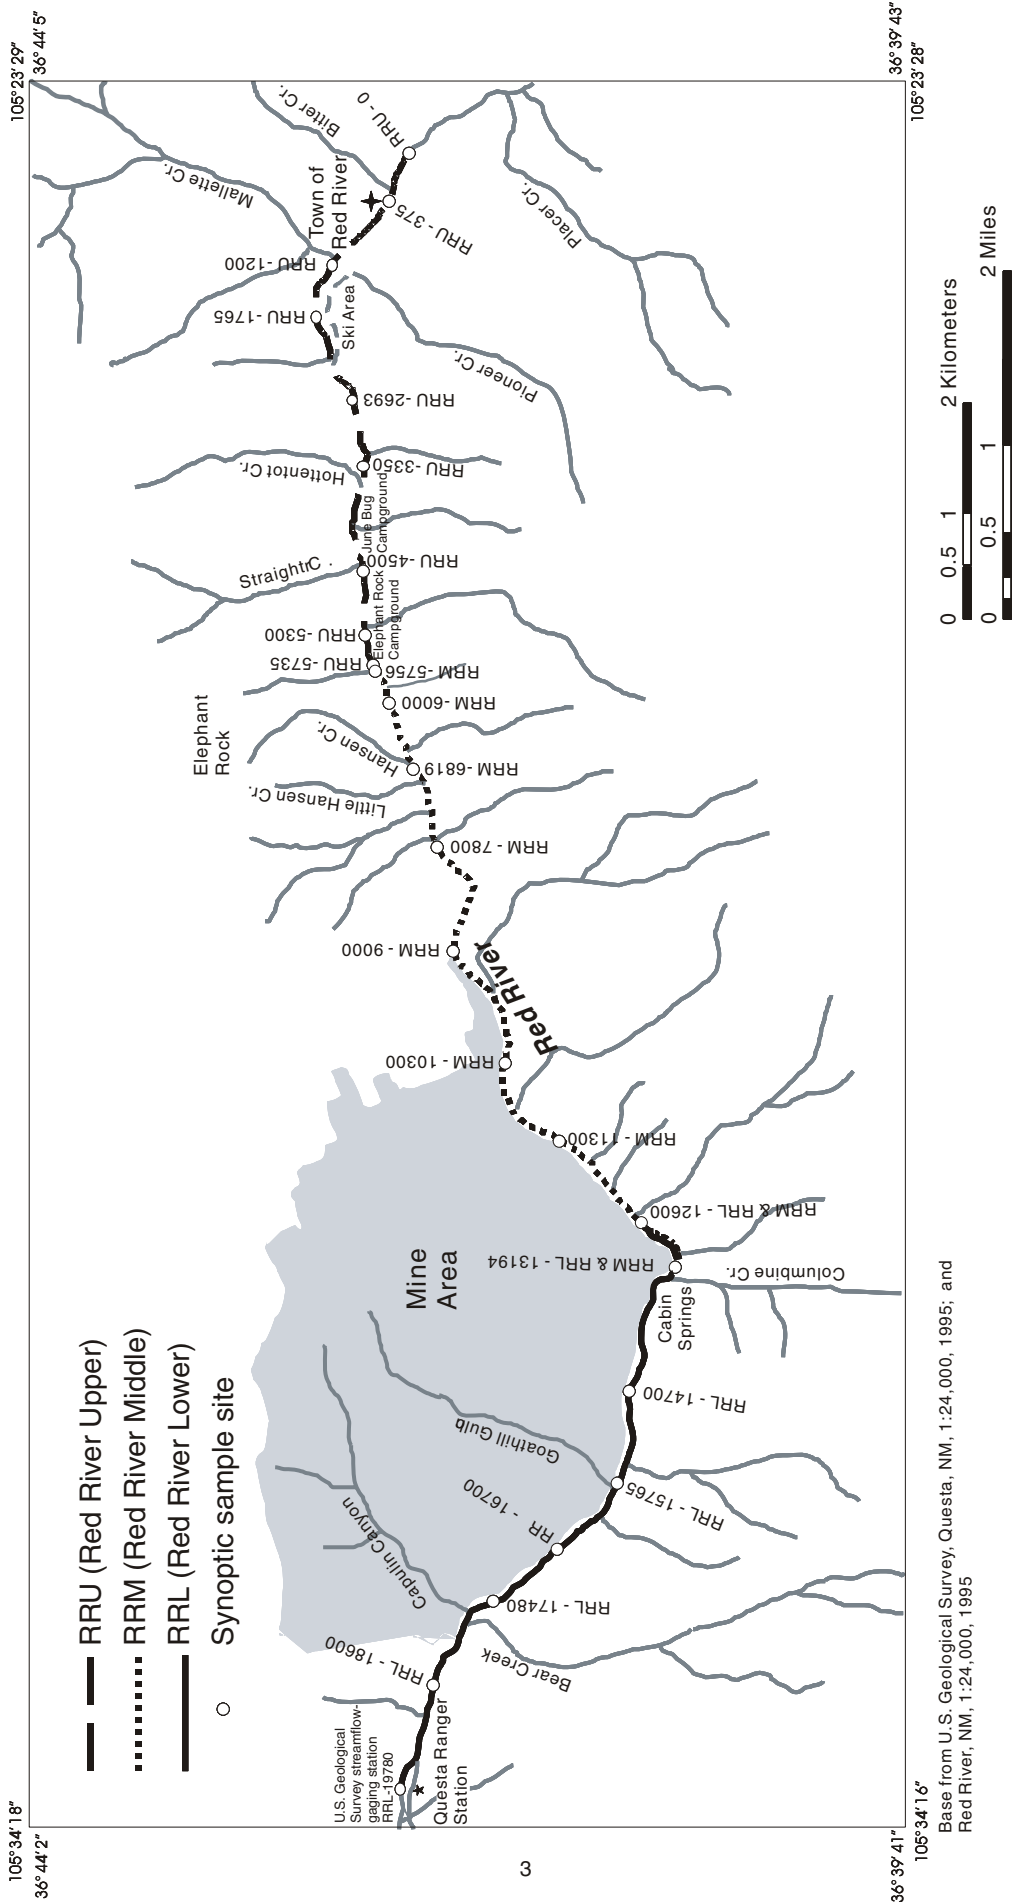 105°34′18″
36°44′2″
105°23′29″
36°44′5″
RRU (Red River Upper)
RRM (Red River Middle)
RRL (Red River Lower)
Synoptic sample site
Elephant
Rock
Mallette Cr.
Bitter Cr.
Town of
Red River
RRU - 0
RRU - 375
RRU -1200
RRU -1765
Ski Area
Pioneer Cr.
Placer Cr.
RRU -2693
Hottentot Cr.
RRU -3350
June Bug
Campground
StraightrC .
RRU -4500
Elephant Rock
Campground
RRU -5300
RRU -5735
RRM -5756
RRM -6000
Hansen Cr.
RRM -6819
Little Hansen Cr.
RRM - 7800
RRM - 9000
Red River
RRM - 10300
RRM - 11300
RRM & RRL - 12600
RRM & RRL - 13194
Columbine Cr.
Cabin
Springs
Mine
Area
RRL - 14700
Goathill Gulb
RRL - 15765
RR - 16700
Capulin Canyon
RRL - 17480
Bear Creek
RRL - 18600
U.S. Geological
Survey streamflow-
gaging station
RRL-19780
Questa Ranger
Station
105°34′16″
36°39′41″
105°23′28″
36°39′43″
0 0.5 1 2 Kilometers
0 0.5 1 2 Miles
Base from U.S. Geological Survey, Questa, NM, 1:24,000, 1995; and
Red River, NM, 1:24,000, 1995
3